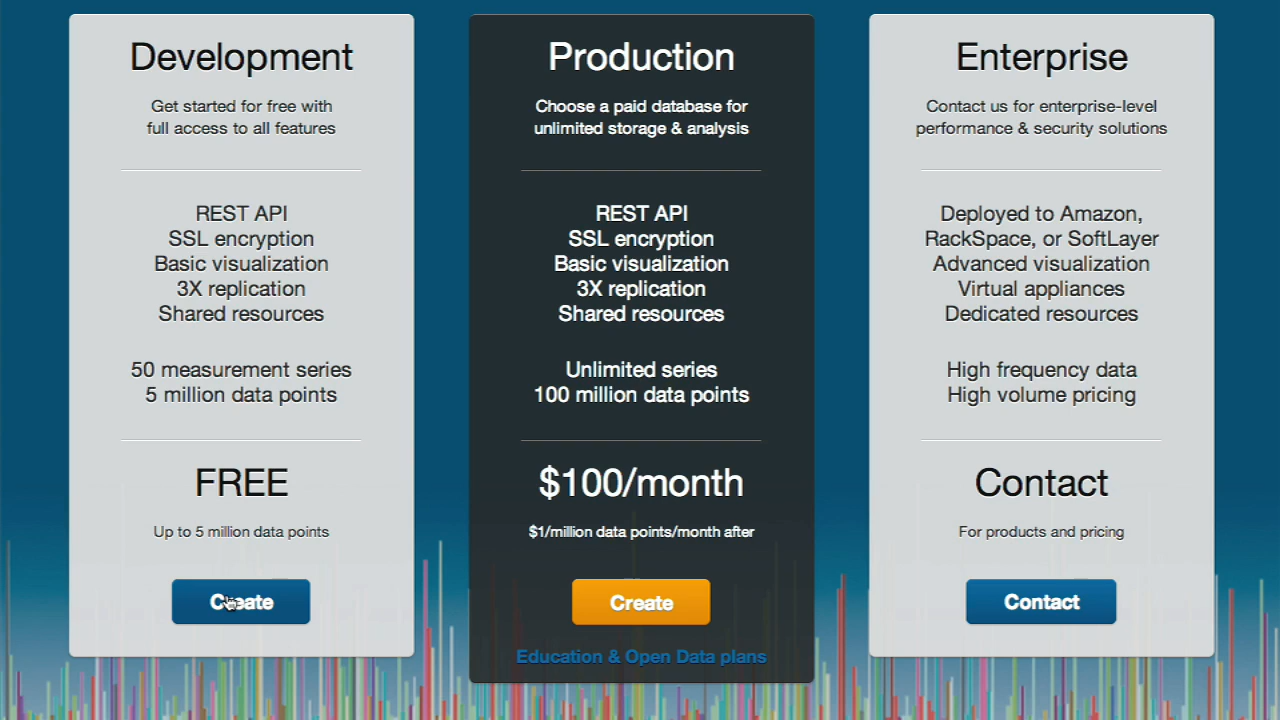 Development
Get started for free with
full access to all features
REST API
SSL encryption
Basic visualization
3X replication
Shared resources
50 measurement series
5 million data points
FREE
Up to 5 million data points
Create
Production
Choose a paid database for
unlimited storage & analysis
REST API
SSL encryption
Basic visualization
3X replication
Shared resources
Unlimited series
100 million data points
$100/month
$1/million data points/month after
Create
Education & Open Data plans
Enterprise
Contact us for enterprise-level
performance & security solutions
Deployed to Amazon,
RackSpace, or SoftLayer
Advanced visualization
Virtual appliances
Dedicated resources
High frequency data
High volume pricing
Contact
For products and pricing
Contact